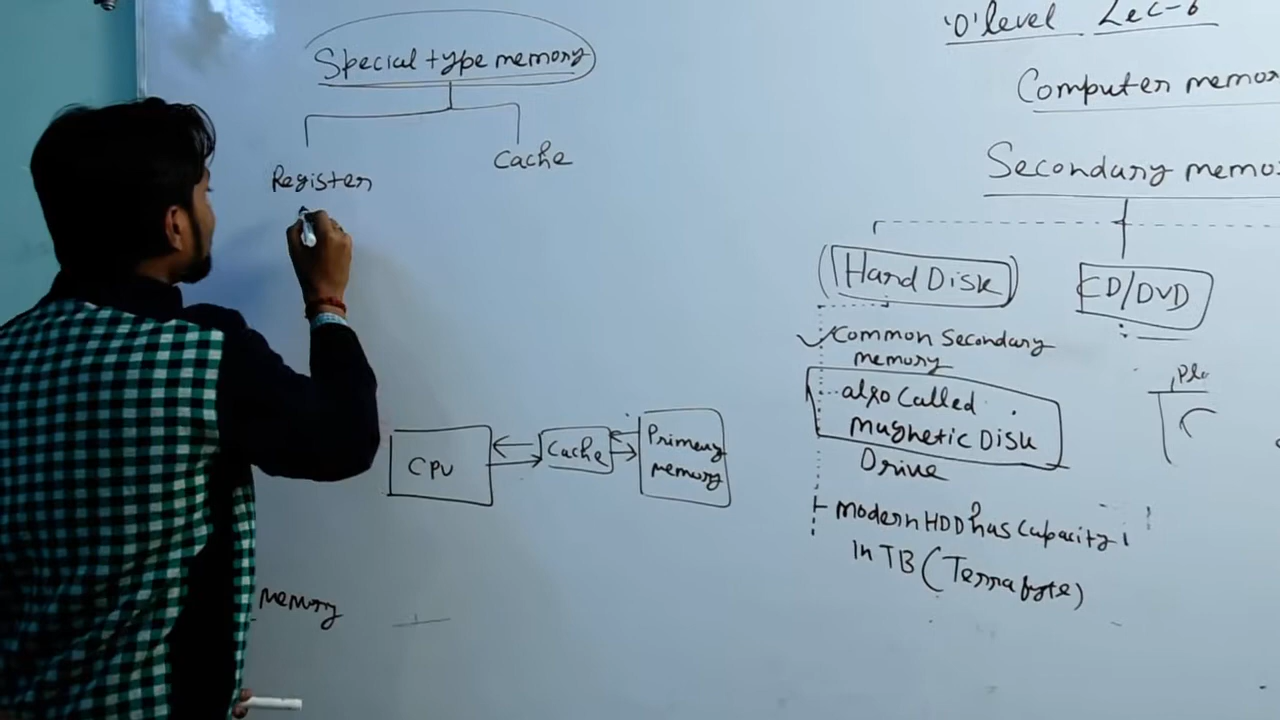 Special type memory
Register
Cache
CPU
Cache
Primery
memory
memory
'O' level Lec-6
Computer memor
Secondary memo
Hard Disk
CD/DVD
Common Secondary
memory
also Called
Magnetic Disk
Drive
modern HDD has Capacity
In TB (Terrabyte)